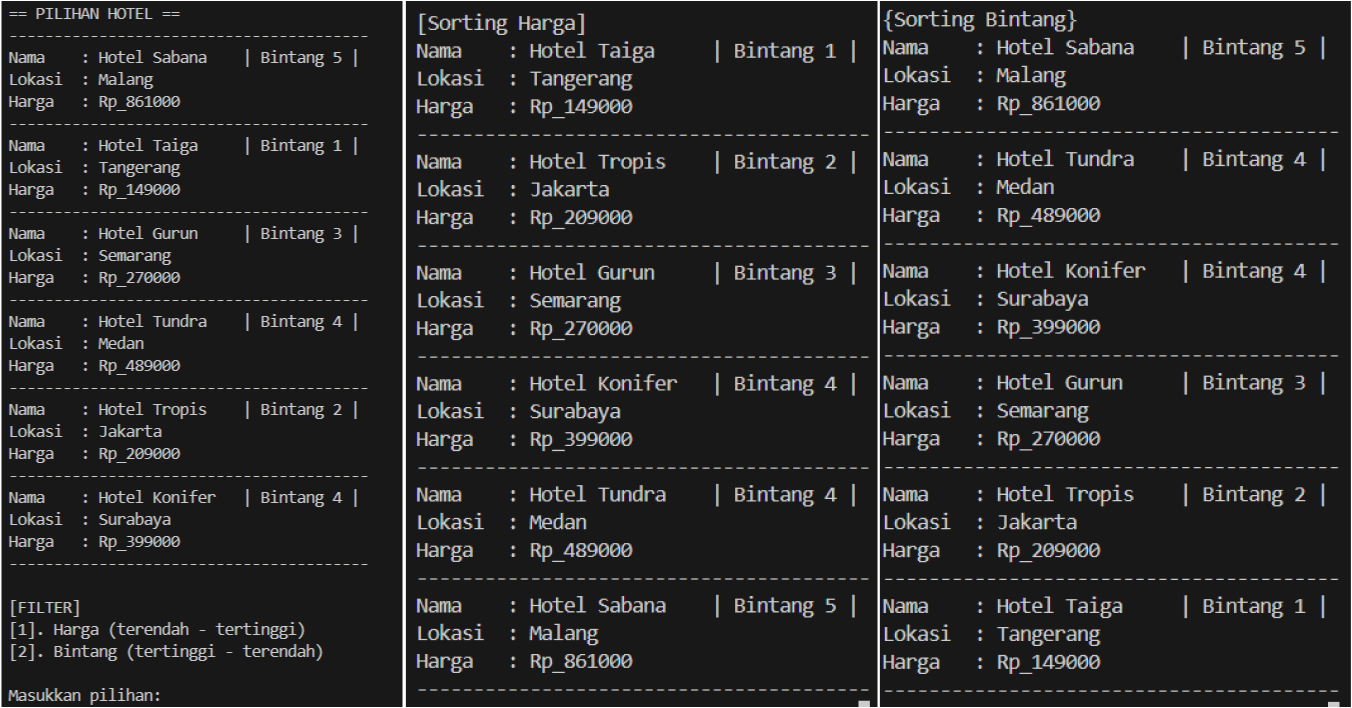 == PILIHAN HOTEL ==
----------------------------------------
Nama    : Hotel Sabana    | Bintang 5 |
Lokasi  : Malang
Harga   : Rp_861000
----------------------------------------
Nama    : Hotel Taiga     | Bintang 1 |
Lokasi  : Tangerang
Harga   : Rp_149000
----------------------------------------
Nama    : Hotel Gurun     | Bintang 3 |
Lokasi  : Semarang
Harga   : Rp_270000
----------------------------------------
Nama    : Hotel Tundra    | Bintang 4 |
Lokasi  : Medan
Harga   : Rp_489000
----------------------------------------
Nama    : Hotel Tropis    | Bintang 2 |
Lokasi  : Jakarta
Harga   : Rp_209000
----------------------------------------
Nama    : Hotel Konifer   | Bintang 4 |
Lokasi  : Surabaya
Harga   : Rp_399000
----------------------------------------
[FILTER]
[1]. Harga (terendah - tertinggi)
[2]. Bintang (tertinggi - terendah)
Masukkan pilihan:
[Sorting Harga]
Nama    : Hotel Taiga     | Bintang 1 |
Lokasi  : Tangerang
Harga   : Rp_149000
----------------------------------------
Nama    : Hotel Tropis    | Bintang 2 |
Lokasi  : Jakarta
Harga   : Rp_209000
----------------------------------------
Nama    : Hotel Gurun     | Bintang 3 |
Lokasi  : Semarang
Harga   : Rp_270000
----------------------------------------
Nama    : Hotel Konifer   | Bintang 4 |
Lokasi  : Surabaya
Harga   : Rp_399000
----------------------------------------
Nama    : Hotel Tundra    | Bintang 4 |
Lokasi  : Medan
Harga   : Rp_489000
----------------------------------------
Nama    : Hotel Sabana    | Bintang 5 |
Lokasi  : Malang
Harga   : Rp_861000
----------------------------------------
{Sorting Bintang}
Nama    : Hotel Sabana    | Bintang 5 |
Lokasi  : Malang
Harga   : Rp_861000
----------------------------------------
Nama    : Hotel Tundra    | Bintang 4 |
Lokasi  : Medan
Harga   : Rp_489000
----------------------------------------
Nama    : Hotel Konifer   | Bintang 4 |
Lokasi  : Surabaya
Harga   : Rp_399000
----------------------------------------
Nama    : Hotel Gurun     | Bintang 3 |
Lokasi  : Semarang
Harga   : Rp_270000
----------------------------------------
Nama    : Hotel Tropis    | Bintang 2 |
Lokasi  : Jakarta
Harga   : Rp_209000
----------------------------------------
Nama    : Hotel Taiga     | Bintang 1 |
Lokasi  : Tangerang
Harga   : Rp_149000
----------------------------------------